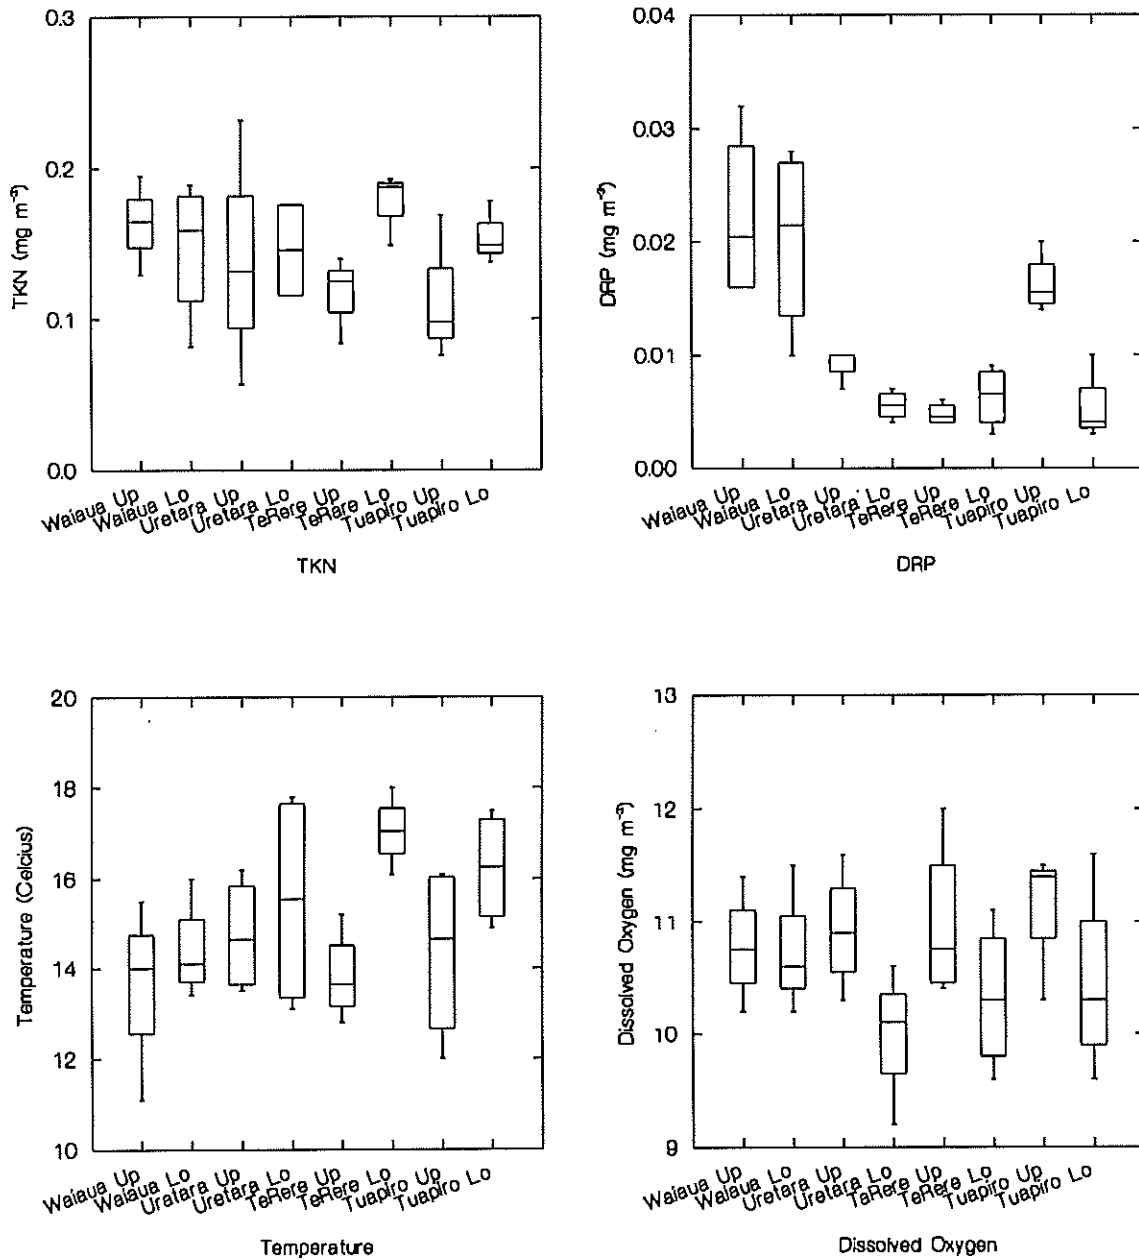 0.3
0.2
0.1
0.0
TKN (mg m⁻³)
Waiaua Up
Waiaua Lo
Uretara Up
Uretara Lo
TeRere Up
TeRere Lo
Tuapiro Up
Tuapiro Lo
TKN
0.04
0.03
0.02
0.01
0.00
DRP (mg m⁻³)
Waiaua Up
Waiaua Lo
Uretara Up
Uretara Lo
TeRere Up
TeRere Lo
Tuapiro Up
Tuapiro Lo
DRP
20
18
16
14
12
10
Temperature (Celcius)
Waiaua Up
Waiaua Lo
Uratara Up
Uretara Lo
TeRere Up
TeRere Lo
Tuapiro Up
Tuapiro Lo
Temperature
13
12
11
10
9
Dissolved Oxygen (mg m⁻³)
Waiaua Up
Waiaua Lo
Uretara Up
Uretara Lo
TaRere Up
TeRere Lo
Tuapiro Up
Tuapiro Lo
Dissolved Oxygen